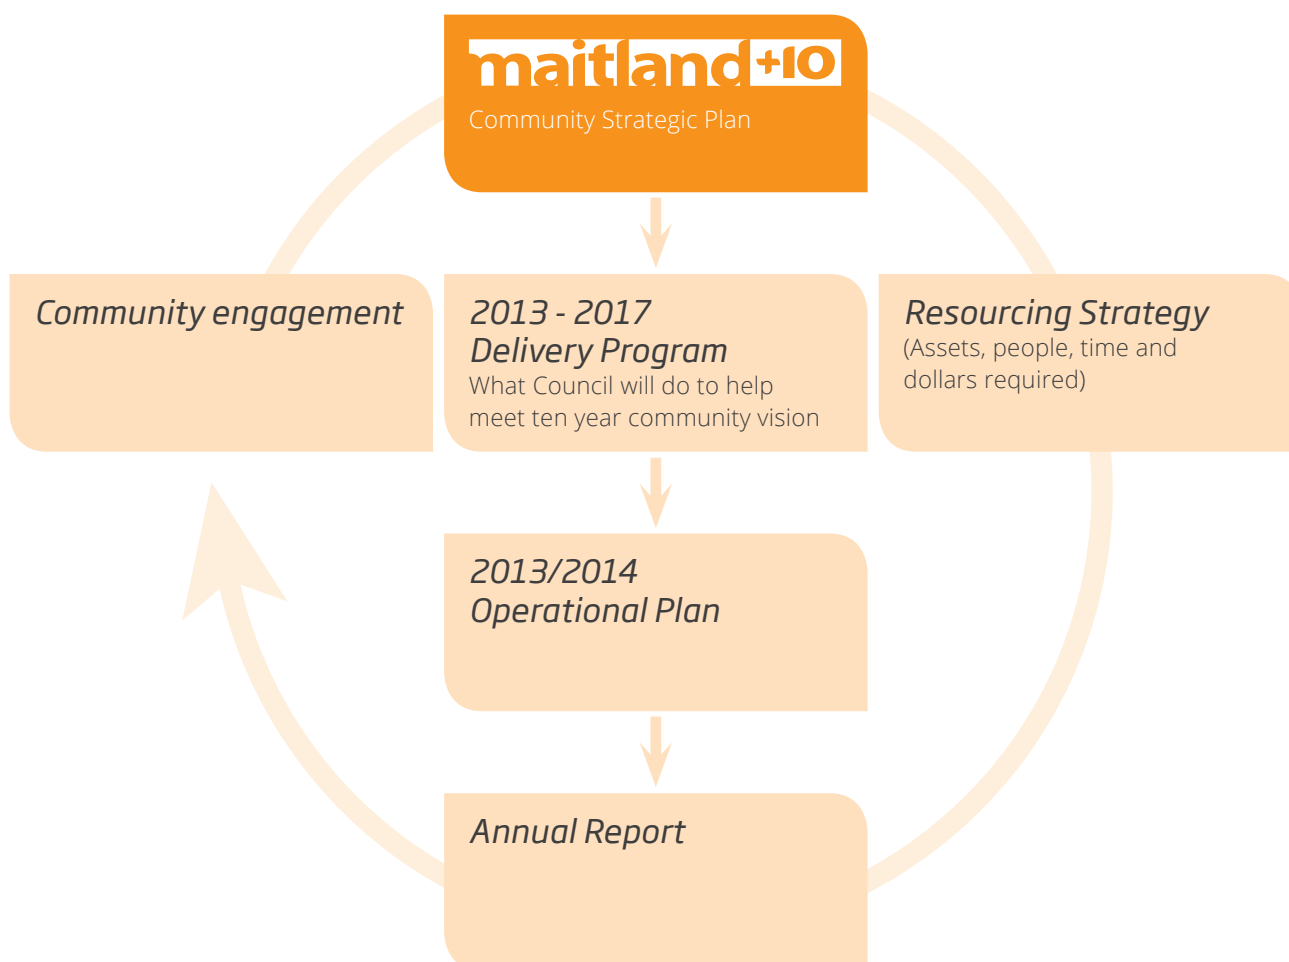 maitland+10
Community Strategic Plan
Community engagement
2013 - 2017
Delivery Program
What Council will do to help
meet ten year community vision
Resourcing Strategy
(Assets, people, time and
dollars required)
2013/2014
Operational Plan
Annual Report